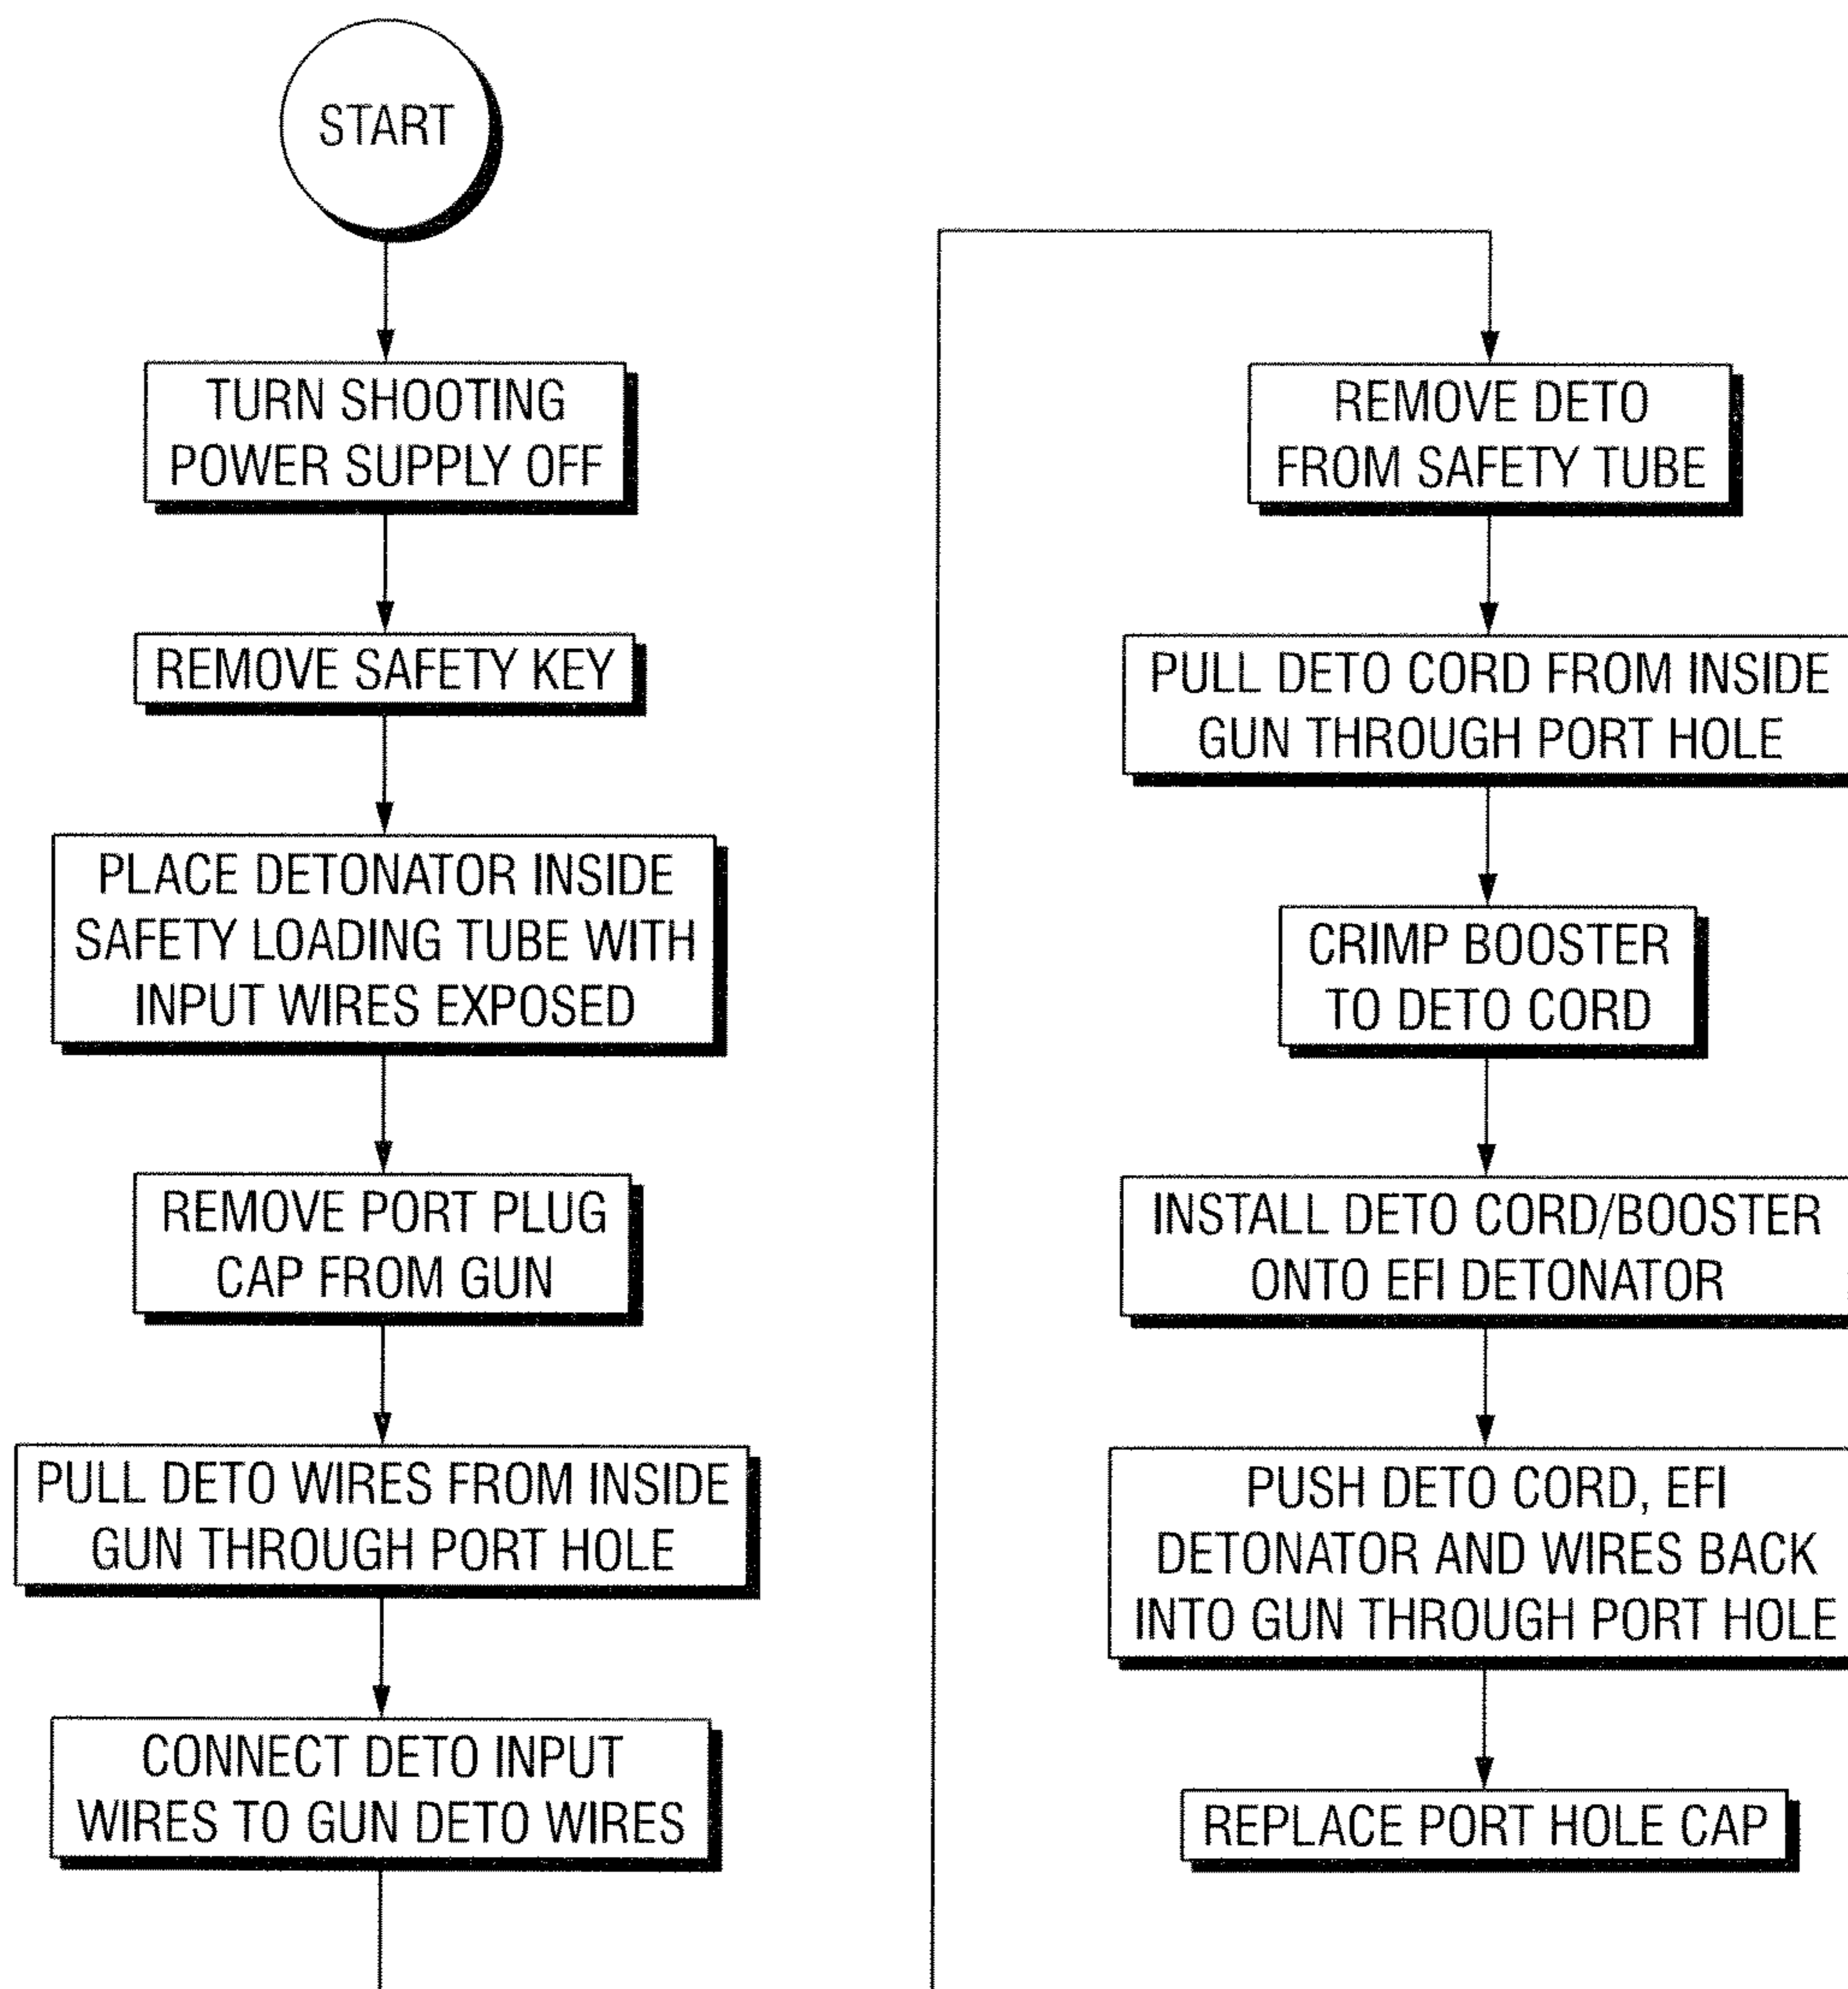 START
TURN SHOOTING
POWER SUPPLY OFF
REMOVE SAFETY KEY
PLACE DETONATOR INSIDE
SAFETY LOADING TUBE WITH
INPUT WIRES EXPOSED
REMOVE PORT PLUG
CAP FROM GUN
PULL DETO WIRES FROM INSIDE
GUN THROUGH PORT HOLE
CONNECT DETO INPUT
WIRES TO GUN DETO WIRES
REMOVE DETO
FROM SAFETY TUBE
PULL DETO CORD FROM INSIDE
GUN THROUGH PORT HOLE
CRIMP BOOSTER
TO DETO CORD
INSTALL DETO CORD/BOOSTER
ONTO EFI DETONATOR
PUSH DETO CORD, EFI
DETONATOR AND WIRES BACK
INTO GUN THROUGH PORT HOLE
REPLACE PORT HOLE CAP